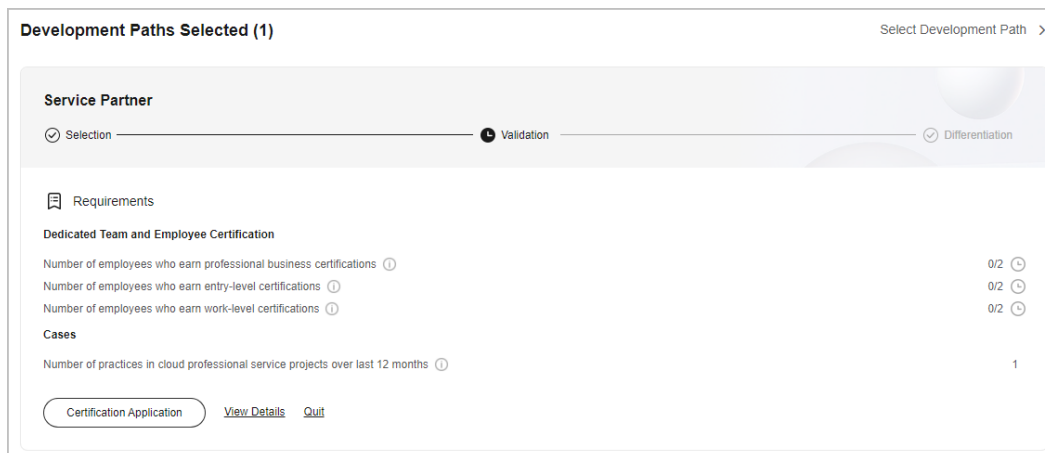 Development Paths Selected (1)
Select Development Path >
Service Partner
Selection
Validation
Differentiation
Requirements
Dedicated Team and Employee Certification
Number of employees who earn professional business certifications
0/2
Number of employees who earn entry-level certifications
0/2
Number of employees who earn work-level certifications
0/2
Cases
Number of practices in cloud professional service projects over last 12 months
1
Certification Application
View Details
Quit